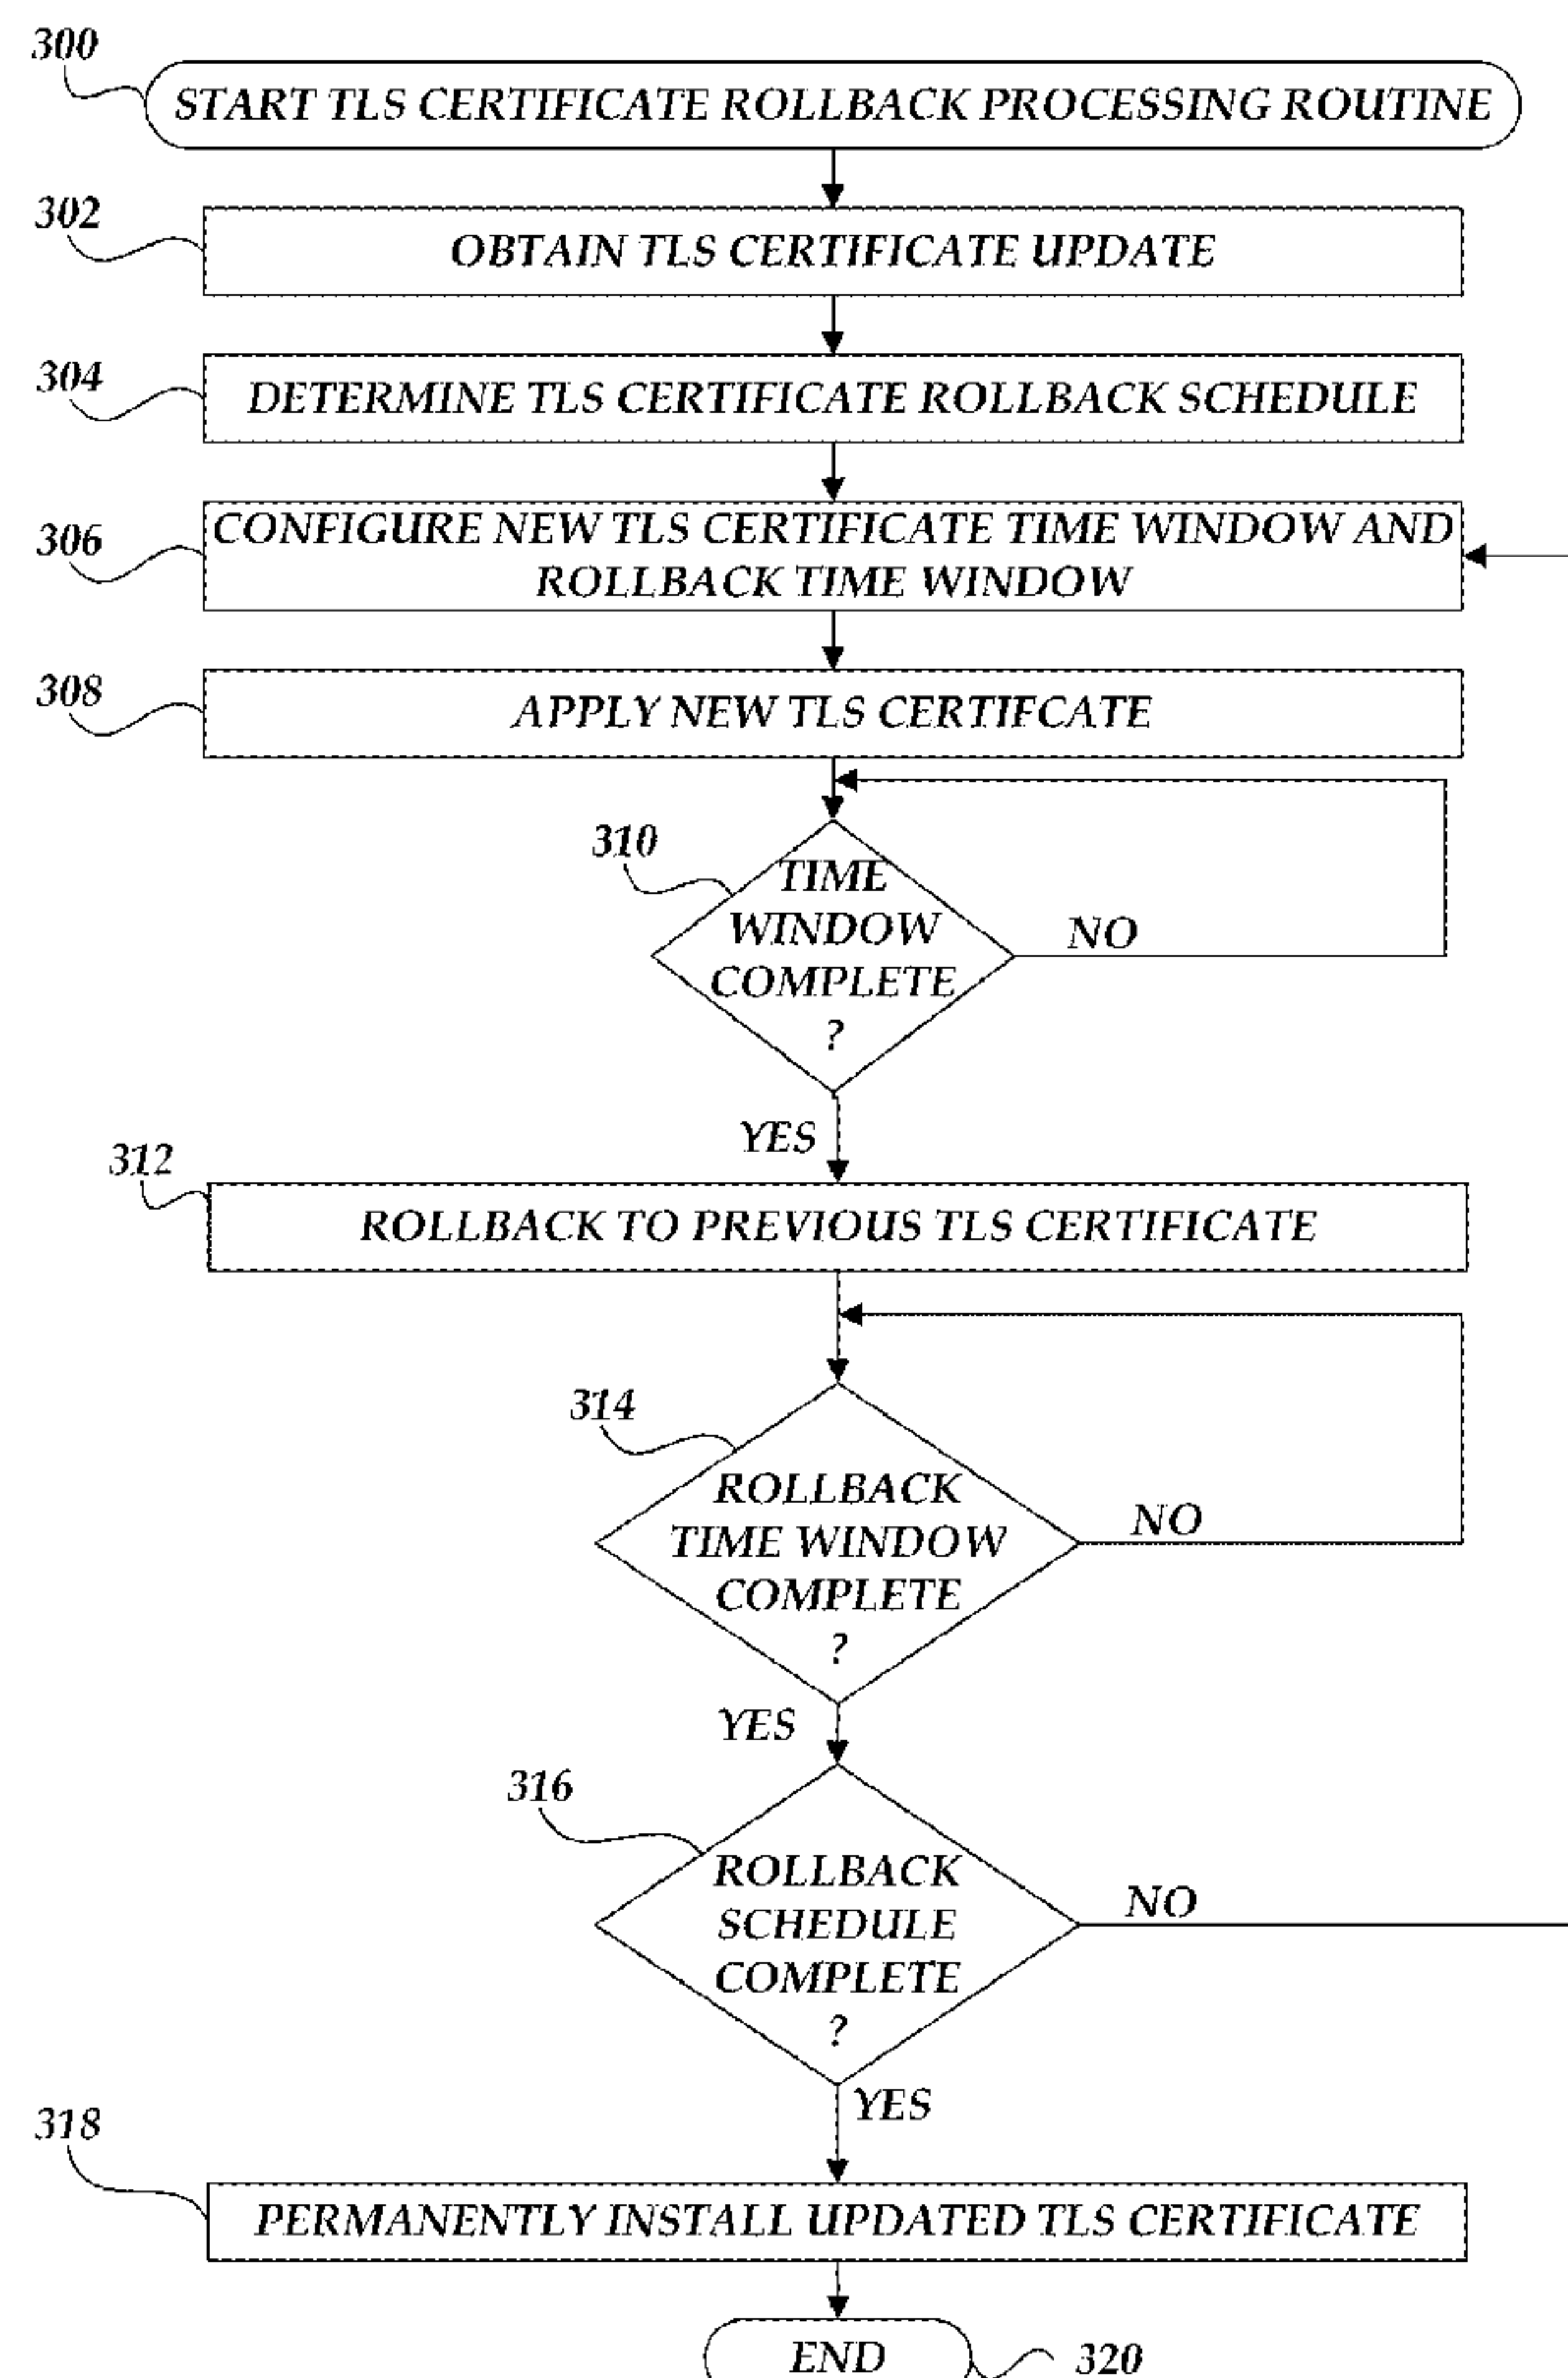 300
START TLS CERTIFICATE ROLLBACK PROCESSING ROUTINE
302
OBTAIN TLS CERTIFICATE UPDATE
304
DETERMINE TLS CERTIFICATE ROLLBACK SCHEDULE
306
CONFIGURE NEW TLS CERTIFICATE TIME WINDOW AND
ROLLBACK TIME WINDOW
308
APPLY NEW TLS CERTIFCATE
310
TIME
WINDOW
COMPLETE
?
NO
YES
312
ROLLBACK TO PREVIOUS TLS CERTIFICATE
314
ROLLBACK
TIME WINDOW
COMPLETE
?
NO
YES
316
ROLLBACK
SCHEDULE
COMPLETE
?
NO
YES
318
PERMANENTLY INSTALL UPDATED TLS CERTIFICATE
END
320